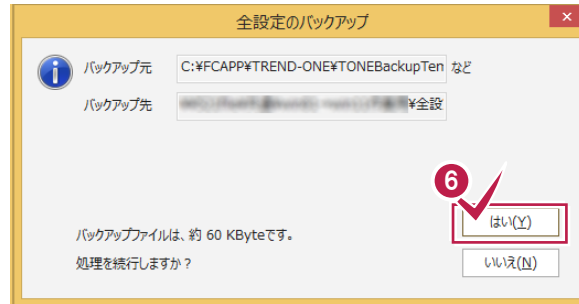 全設定のバックアップ
バックアップ元 C:¥FCAPP¥TREND-ONE¥TONEBackupTen など
バックアップ先 ¥全設
6
はい(Y)
バックアップファイルは、約 60 KByteです。
処理を続行しますか？
いいえ(N)